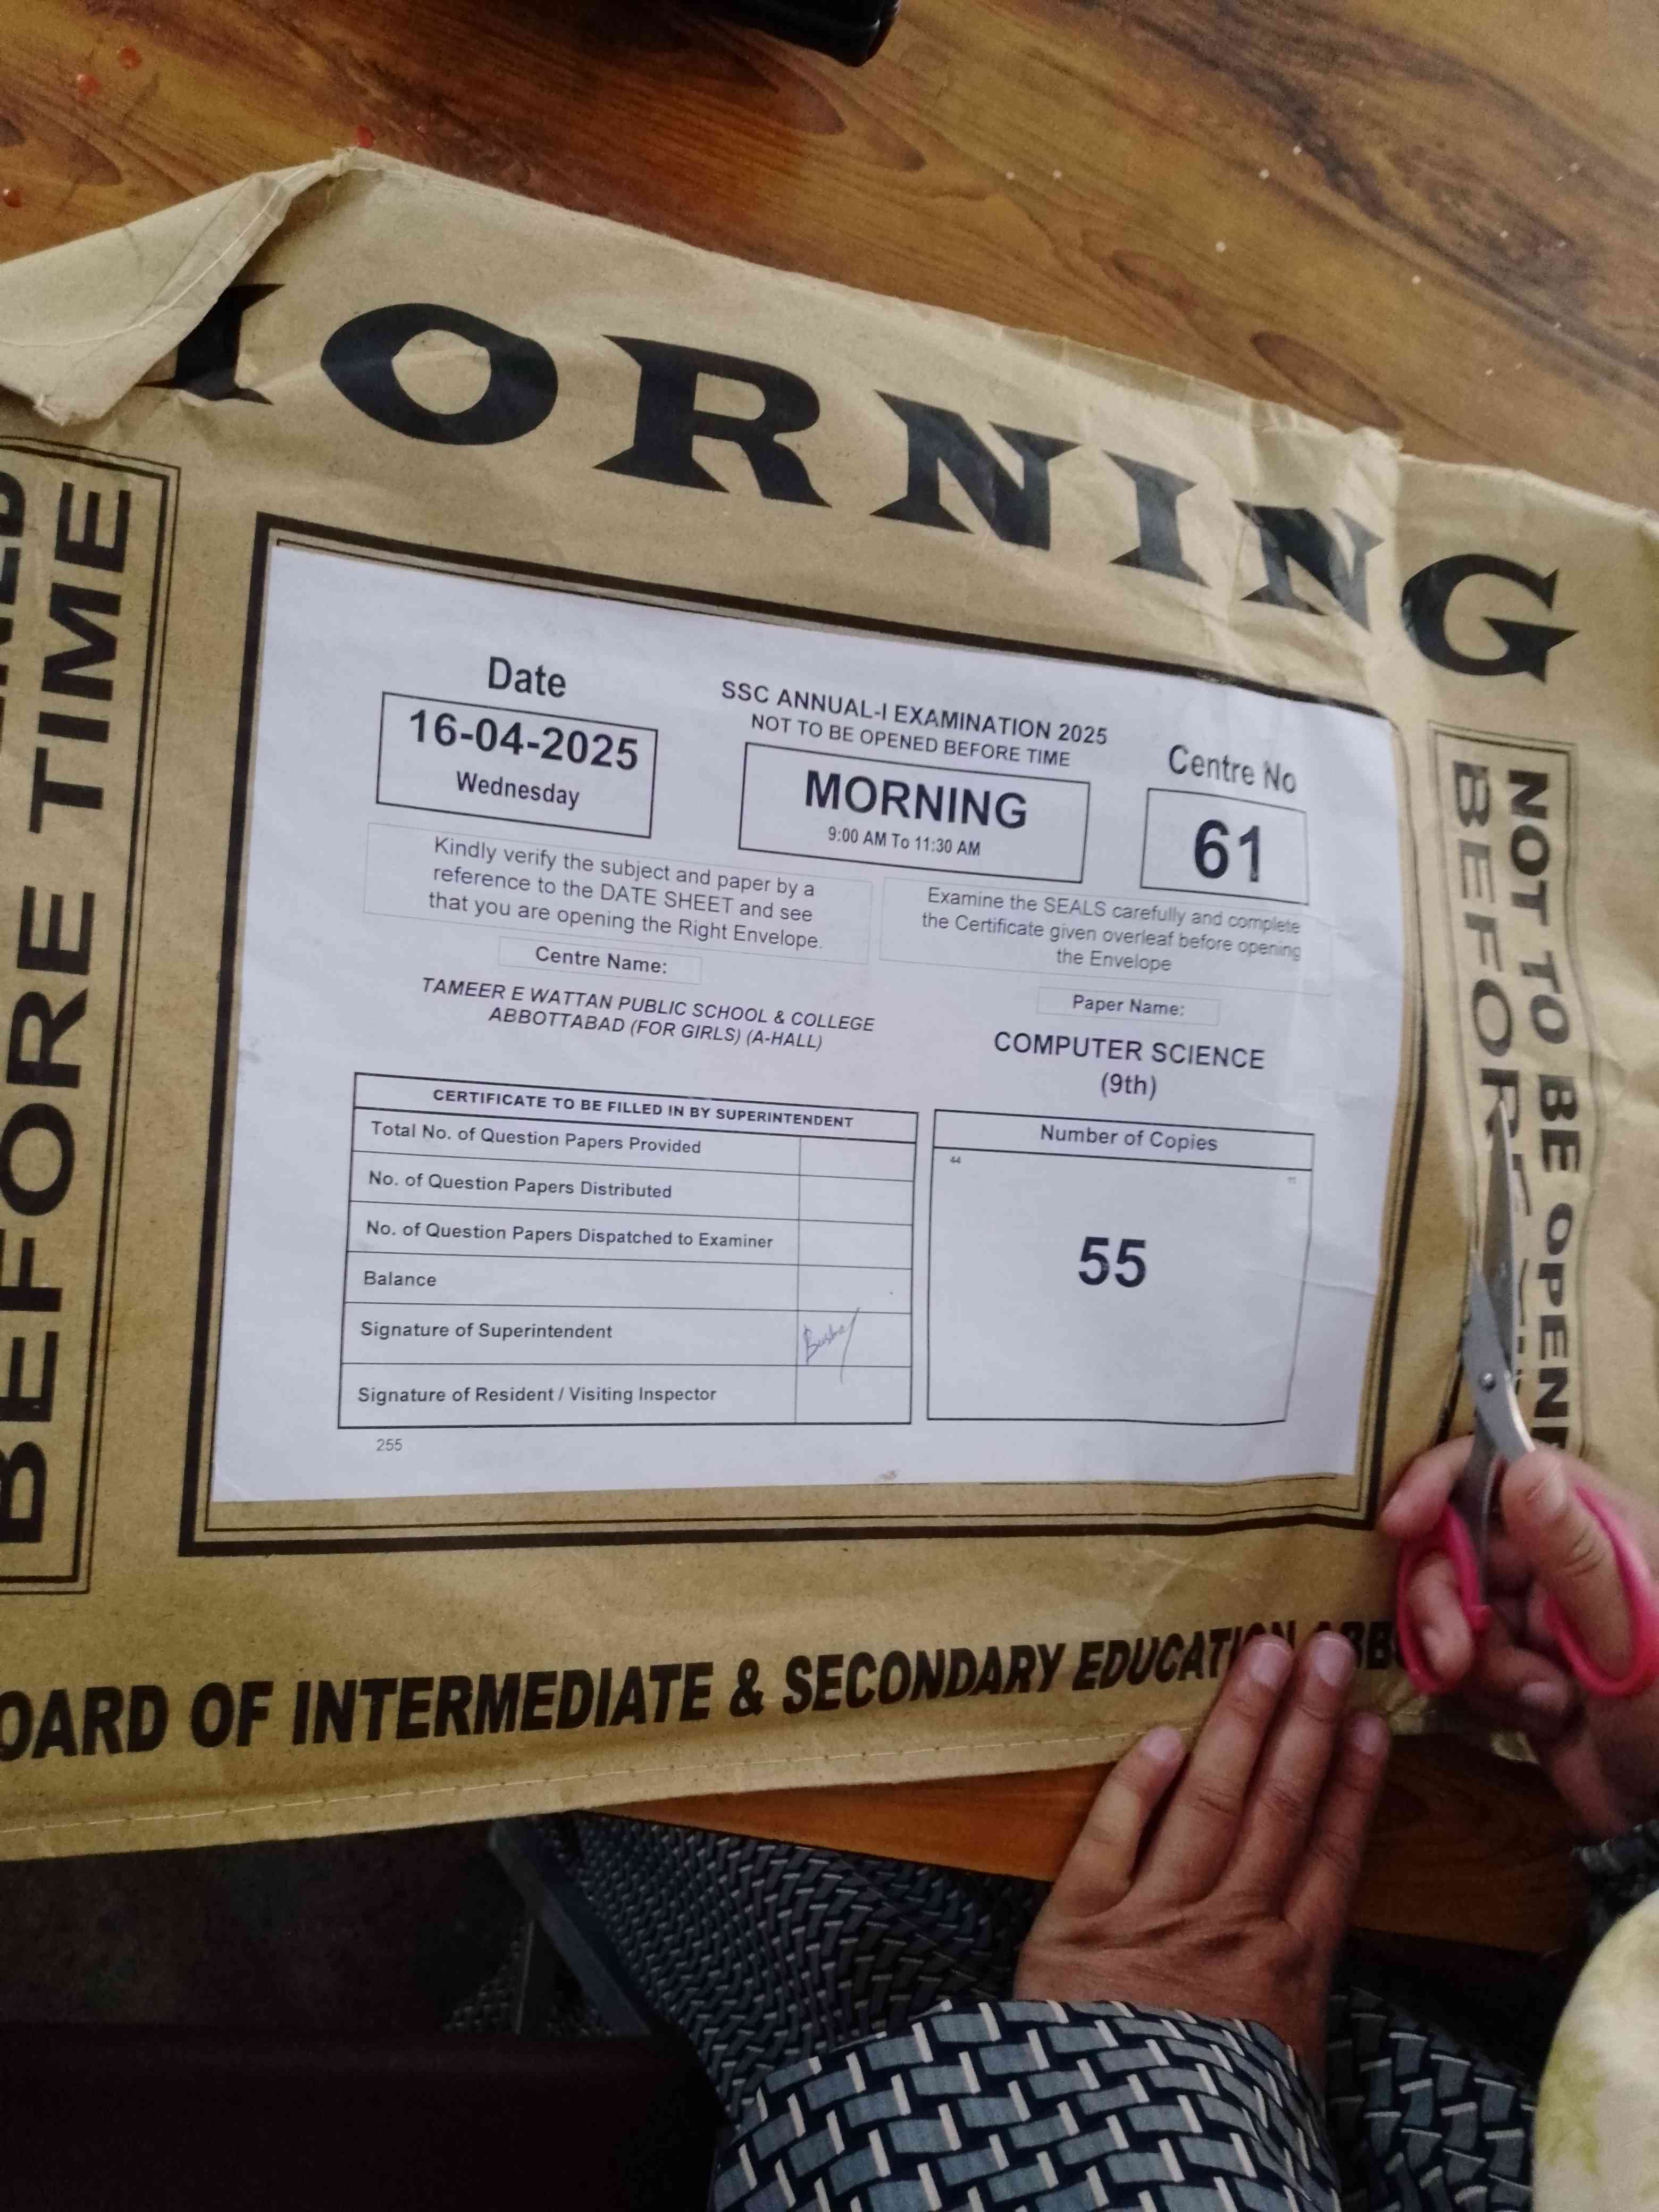 ORNING
BEFORE TIME
Date
16-04-2025
Wednesday
SSC ANNUAL-I EXAMINATION 2025
NOT TO BE OPENED BEFORE TIME
MORNING
9:00 AM To 11:30 AM
Centre No
61
Kindly verify the subject and paper by a
reference to the DATE SHEET and see
that you are opening the Right Envelope.
Examine the SEALS carefully and complete
the Certificate given overleaf before opening
the Envelope
Centre Name:
TAMEER E WATTAN PUBLIC SCHOOL & COLLEGE
ABBOTTABAD (FOR GIRLS) (A-HALL)
Paper Name:
COMPUTER SCIENCE
(9th)
CERTIFICATE TO BE FILLED IN BY SUPERINTENDENT
Total No. of Question Papers Provided
No. of Question Papers Distributed
No. of Question Papers Dispatched to Examiner
Balance
Signature of Superintendent
Signature of Resident / Visiting Inspector
Number of Copies
44
55
255
NOT TO BE OPENE
BEFORE
OARD OF INTERMEDIATE & SECONDARY EDUCATION ABB